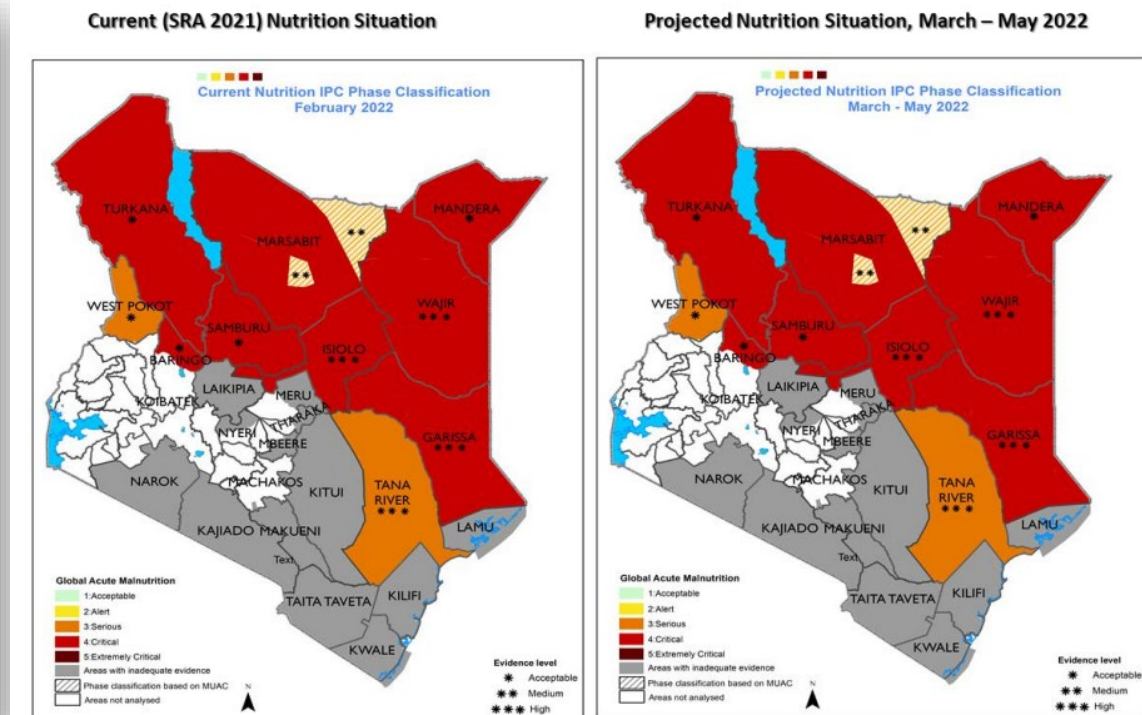 Current (SRA 2021) Nutrition Situation
Projected Nutrition Situation, March – May 2022
Current Nutrition IPC Phase Classification
February 2022
TURKANA
MANDERA
MARSABIT
WEST POKOT
WAJIR
SAMBURU
ISIOLO
BARINGO
LAIKIPIA
MERU
KOIBATEK
THARAKA
NYERI
MBEERE
GARISSA
MACHAKOS
NAROK
KITUI
TANA
RIVER
LAMU
KAJIADO
MAKUENI
Text
KILIFI
TAITA TAVETA
KWALE
Global Acute Malnutrition
1:Acceptable
2:Alert
3:Serious
4:Critical
5:Extremely Critical
Areas with inadequate evidence
Phase classification based on MUAC
Areas not analysed
N
Evidence level
Acceptable
Medium
High
Projected Nutrition IPC Phase Classification
March - May 2022
TURKANA
MANDERA
MARSABIT
WEST POKOT
WAJIR
SAMBURU
ISIOLO
BARINGO
LAIKIPIA
MERU
KOIBATEK
THARAKA
NYERI
MBEERE
GARISSA
MACHAKOS
NAROK
KITUI
TANA
RIVER
LAMU
KAJIADO
MAKUENI
Text
KILIFI
TAITA TAVETA
KWALE
Global Acute Malnutrition
1:Acceptable
2:Alert
3:Serious
4:Critical
5:Extremely Critical
Areas with inadequate evidence
Phase classification based on MUAC
Areas not analysed
N
Evidence level
Acceptable
Medium
High